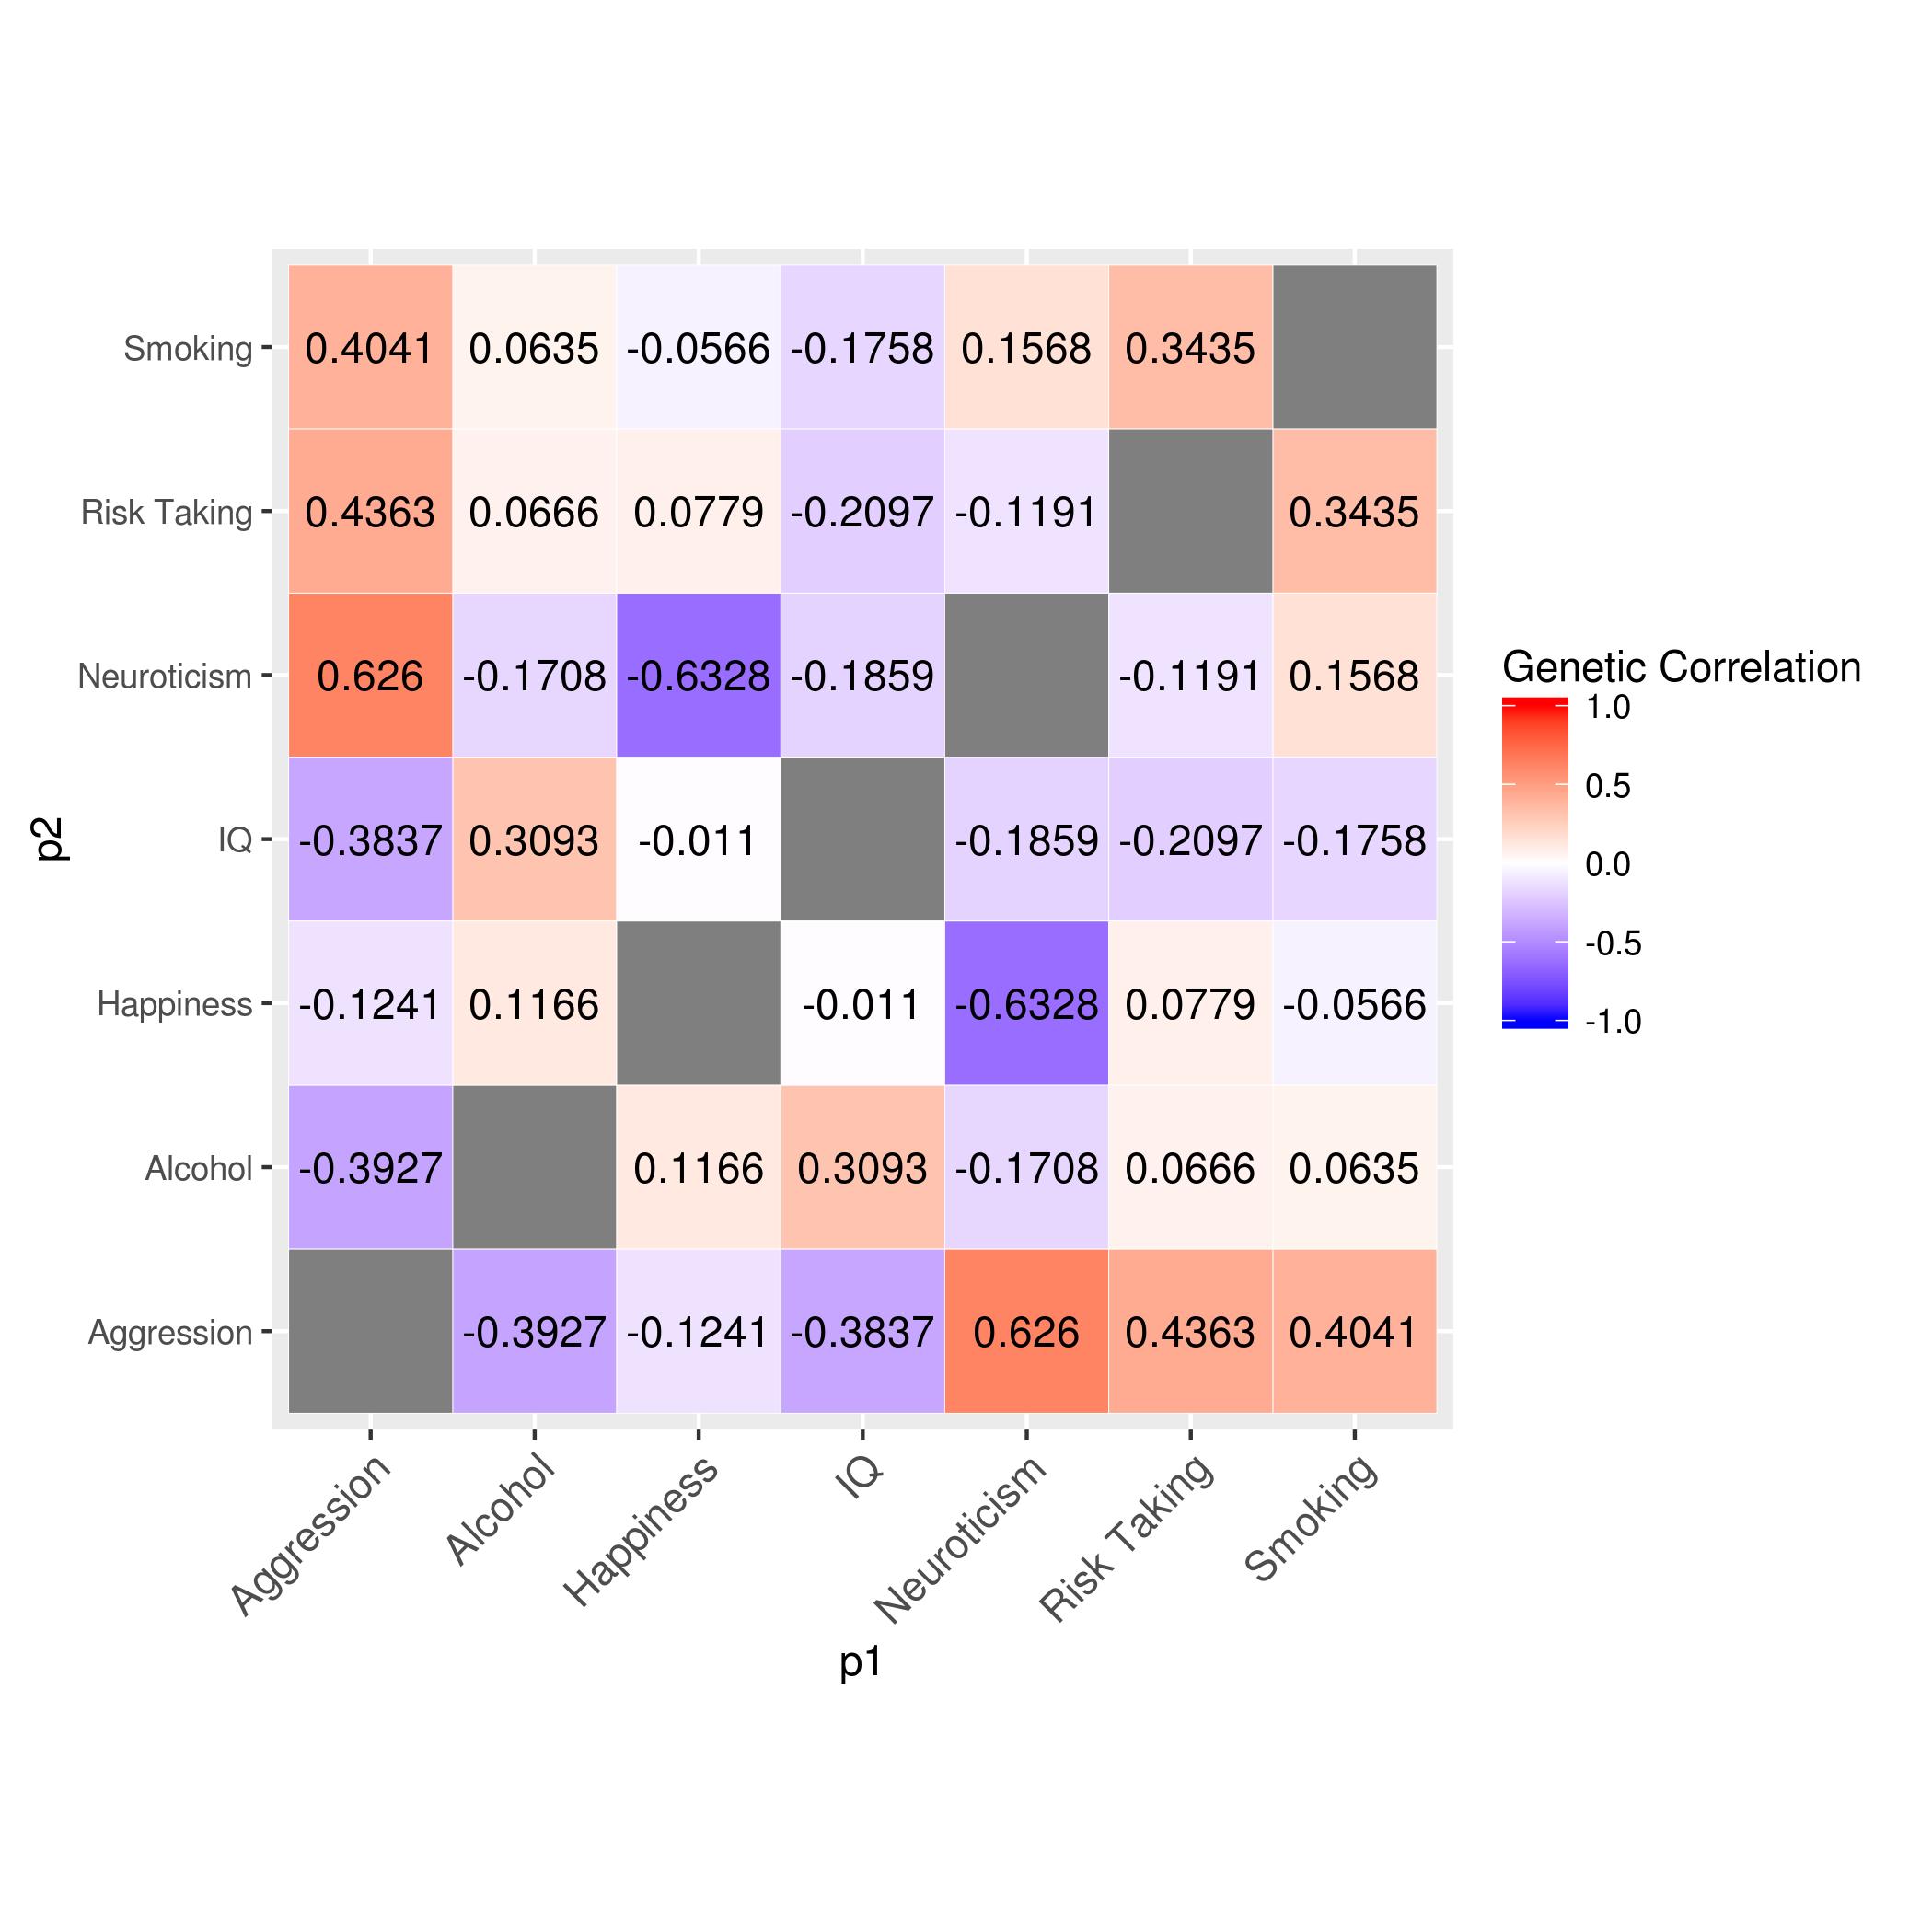 Smoking
0.4041 0.0635 -0.0566 -0.1758 0.1568 0.3435
Risk Taking
0.4363 0.0666 0.0779 -0.2097 -0.1191 0.3435
Neuroticism
0.626 -0.1708 -0.6328 -0.1859 -0.1191 0.1568
IQ
-0.3837 0.3093 -0.011 -0.1859 -0.2097 -0.1758
Happiness
-0.1241 0.1166 -0.011 -0.6328 0.0779 -0.0566
Alcohol
-0.3927 0.1166 0.3093 -0.1708 0.0666 0.0635
Aggression
-0.3927 -0.1241 -0.3837 0.626 0.4363 0.4041
p2
Aggression
Alcohol
Happiness
IQ
Neuroticism
Risk Taking
Smoking
p1
Genetic Correlation
1.0
0.5
0.0
-0.5
-1.0